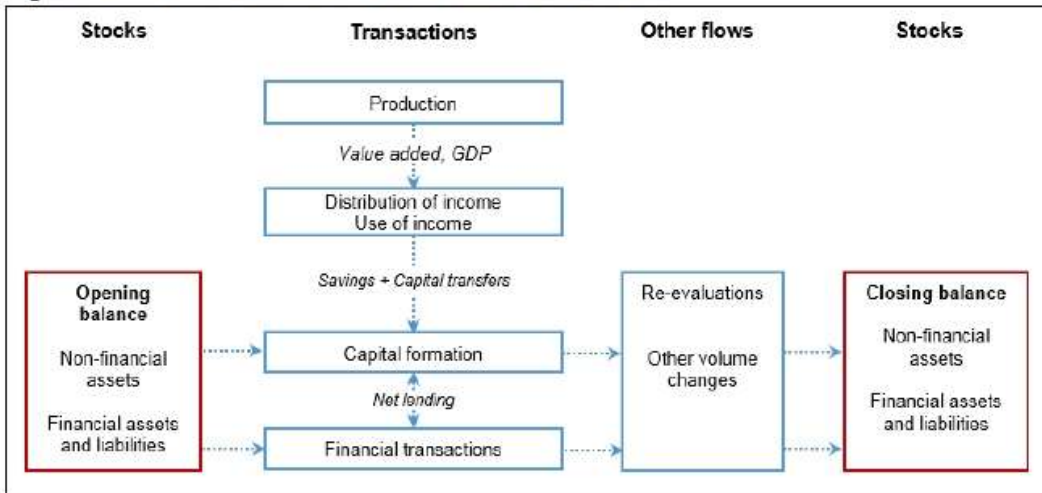 Stocks
Transactions
Other flows
Stocks
Production
Value added, GDP
Distribution of income
Use of income
Savings + Capital transfers
Opening
balance
Non-financial
assets
Financial assets
and liabilities
Capital formation
Net lending
Financial transactions
Re-evaluations
Other volume
changes
Closing balance
Non-financial
assets
Financial assets
and liabilities